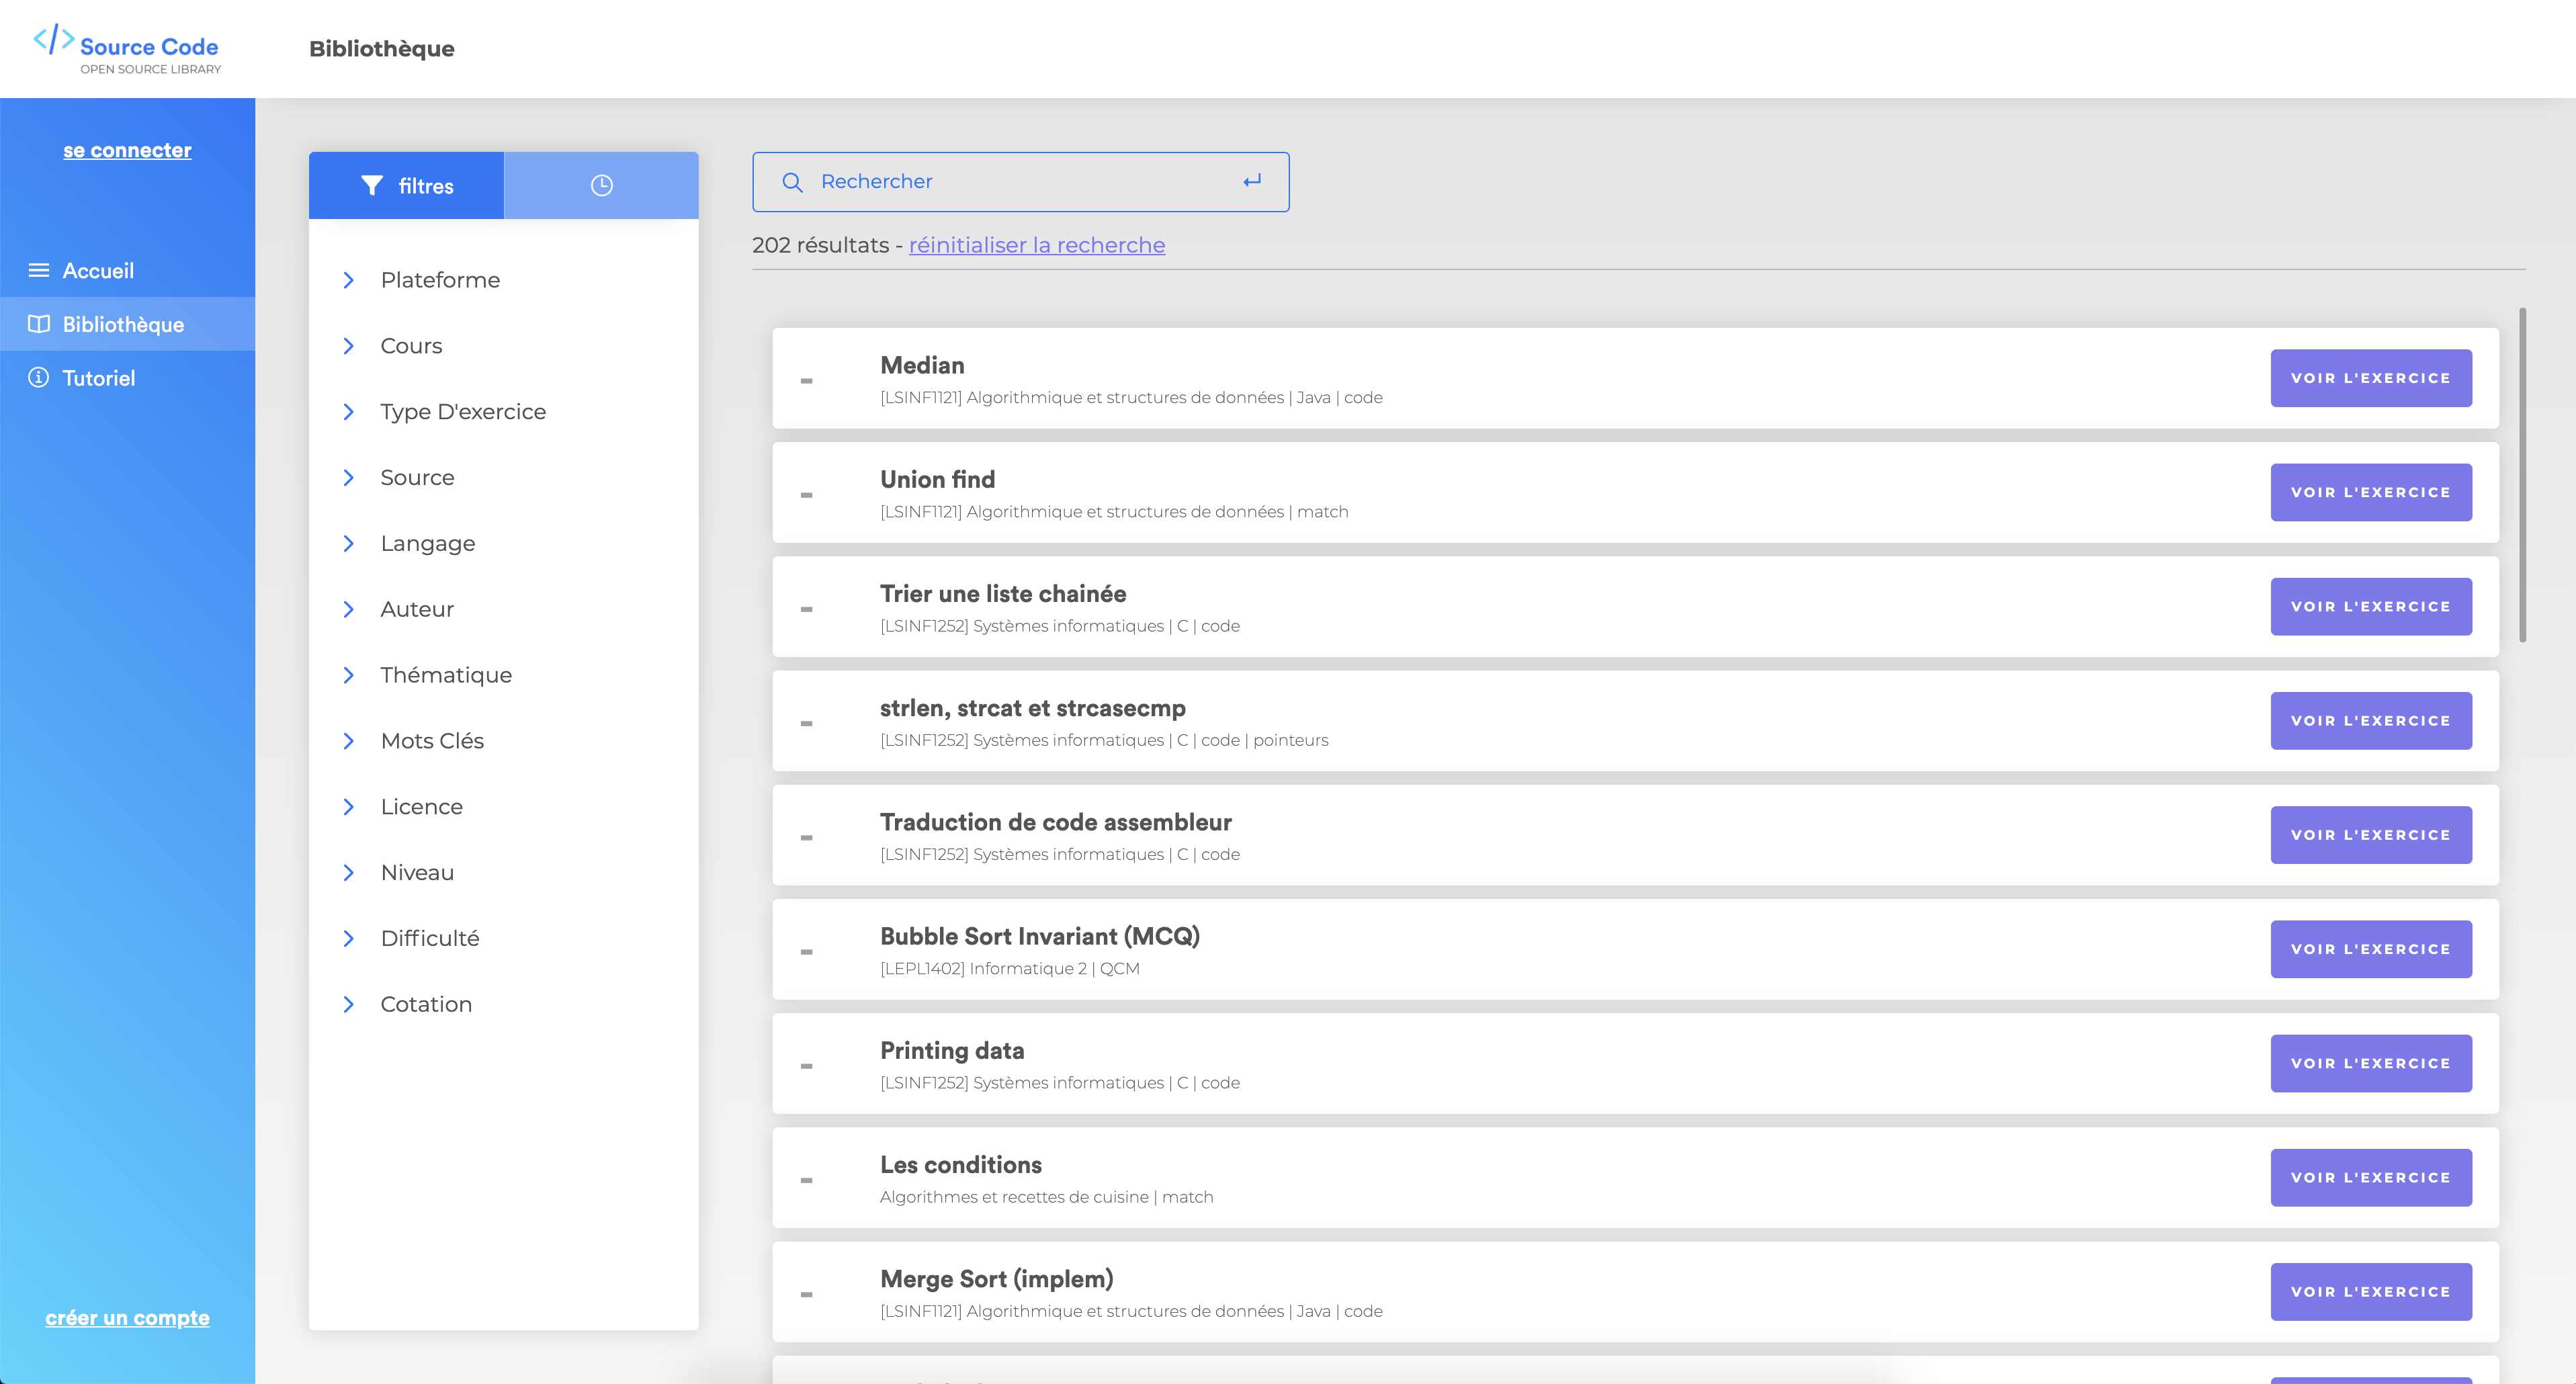 Source Code
OPEN SOURCE LIBRARY
Bibliothèque
se connecter
Accueil
Bibliothèque
Tutoriel
créer un compte
filtres
Plateforme
Cours
Type D'exercice
Source
Langage
Auteur
Thématique
Mots Clés
Licence
Niveau
Difficulté
Cotation
Rechercher
202 résultats - réinitialiser la recherche
Median
[LSINF1121] Algorithmique et structures de données | Java | code
VOIR L'EXERCICE
Union find
[LSINF1121] Algorithmique et structures de données | match
VOIR L'EXERCICE
Trier une liste chainée
[LSINF1252] Systèmes informatiques | C | code
VOIR L'EXERCICE
strlen, strcat et strcasecmp
[LSINF1252] Systèmes informatiques | C | code | pointeurs
VOIR L'EXERCICE
Traduction de code assembleur
[LSINF1252] Systèmes informatiques | C | code
VOIR L'EXERCICE
Bubble Sort Invariant (MCQ)
[LEPL1402] Informatique 2 | QCM
VOIR L'EXERCICE
Printing data
[LSINF1252] Systèmes informatiques | C | code
VOIR L'EXERCICE
Les conditions
Algorithmes et recettes de cuisine | match
VOIR L'EXERCICE
Merge Sort (implem)
[LSINF1121] Algorithmique et structures de données | Java | code
VOIR L'EXERCICE